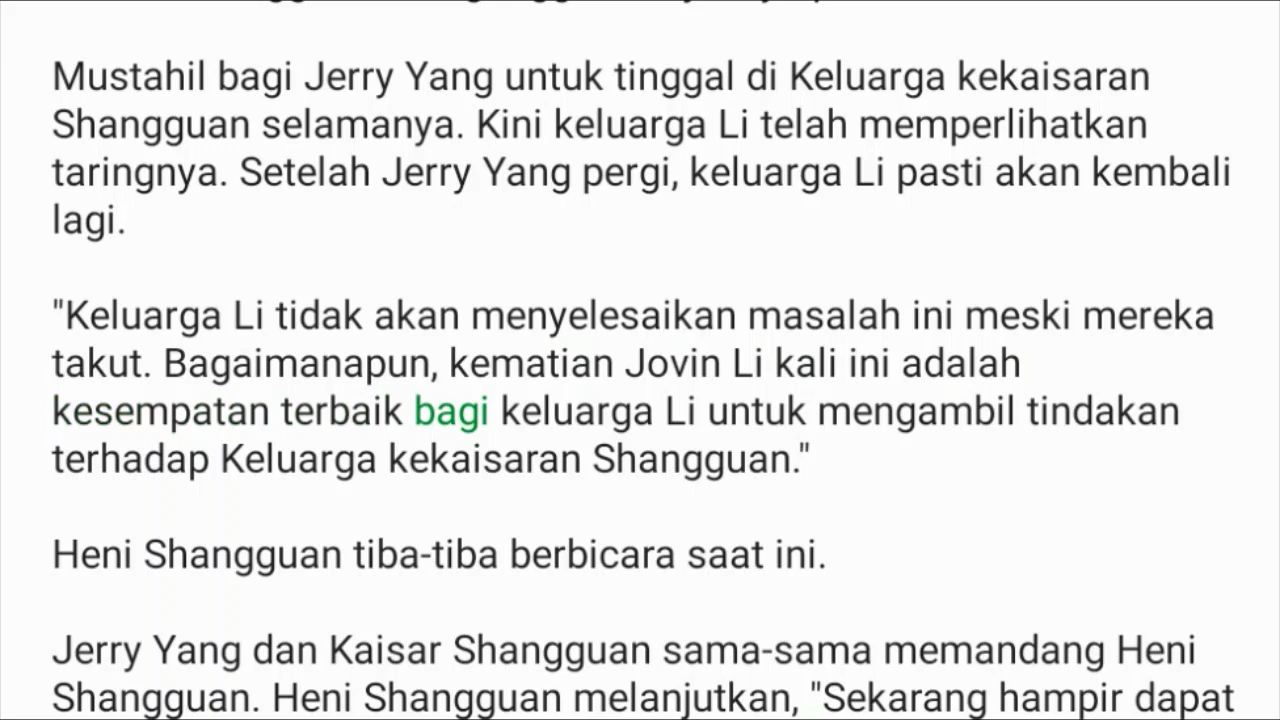 Mustahil bagi Jerry Yang untuk tinggal di Keluarga kekaisaran
Shangguan selamanya. Kini keluarga Li telah memperlihatkan
taringnya. Setelah Jerry Yang pergi, keluarga Li pasti akan kembali
lagi.
"Keluarga Li tidak akan menyelesaikan masalah ini meski mereka
takut. Bagaimanapun, kematian Jovin Li kali ini adalah
kesempatan terbaik bagi keluarga Li untuk mengambil tindakan
terhadap Keluarga kekaisaran Shangguan."
Heni Shangguan tiba-tiba berbicara saat ini.
Jerry Yang dan Kaisar Shangguan sama-sama memandang Heni
Shangguan. Heni Shangguan melanjutkan, "Sekarang hampir dapat